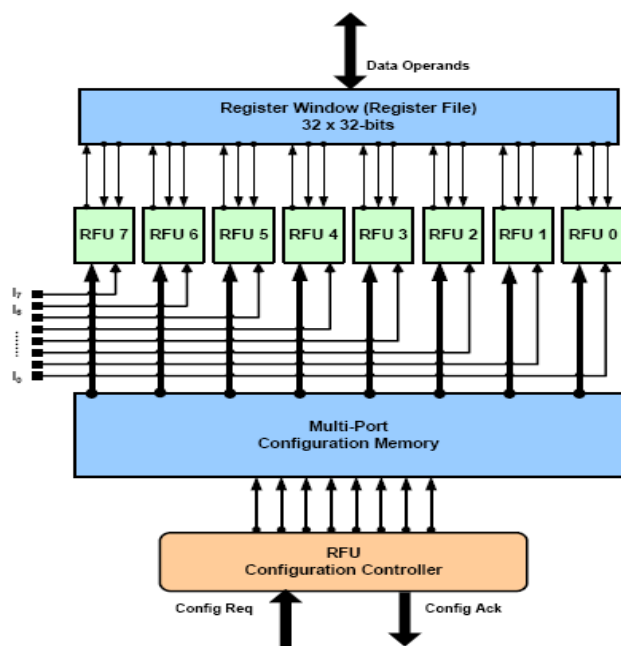 Data Operands
Register Window (Register File)
32 x 32-bits
RFU 7 RFU 6 RFU 5 RFU 4 RFU 3 RFU 2 RFU 1 RFU 0
I7
I6
I0
Multi-Port
Configuration Memory
RFU
Configuration Controller
Config Req Config Ack